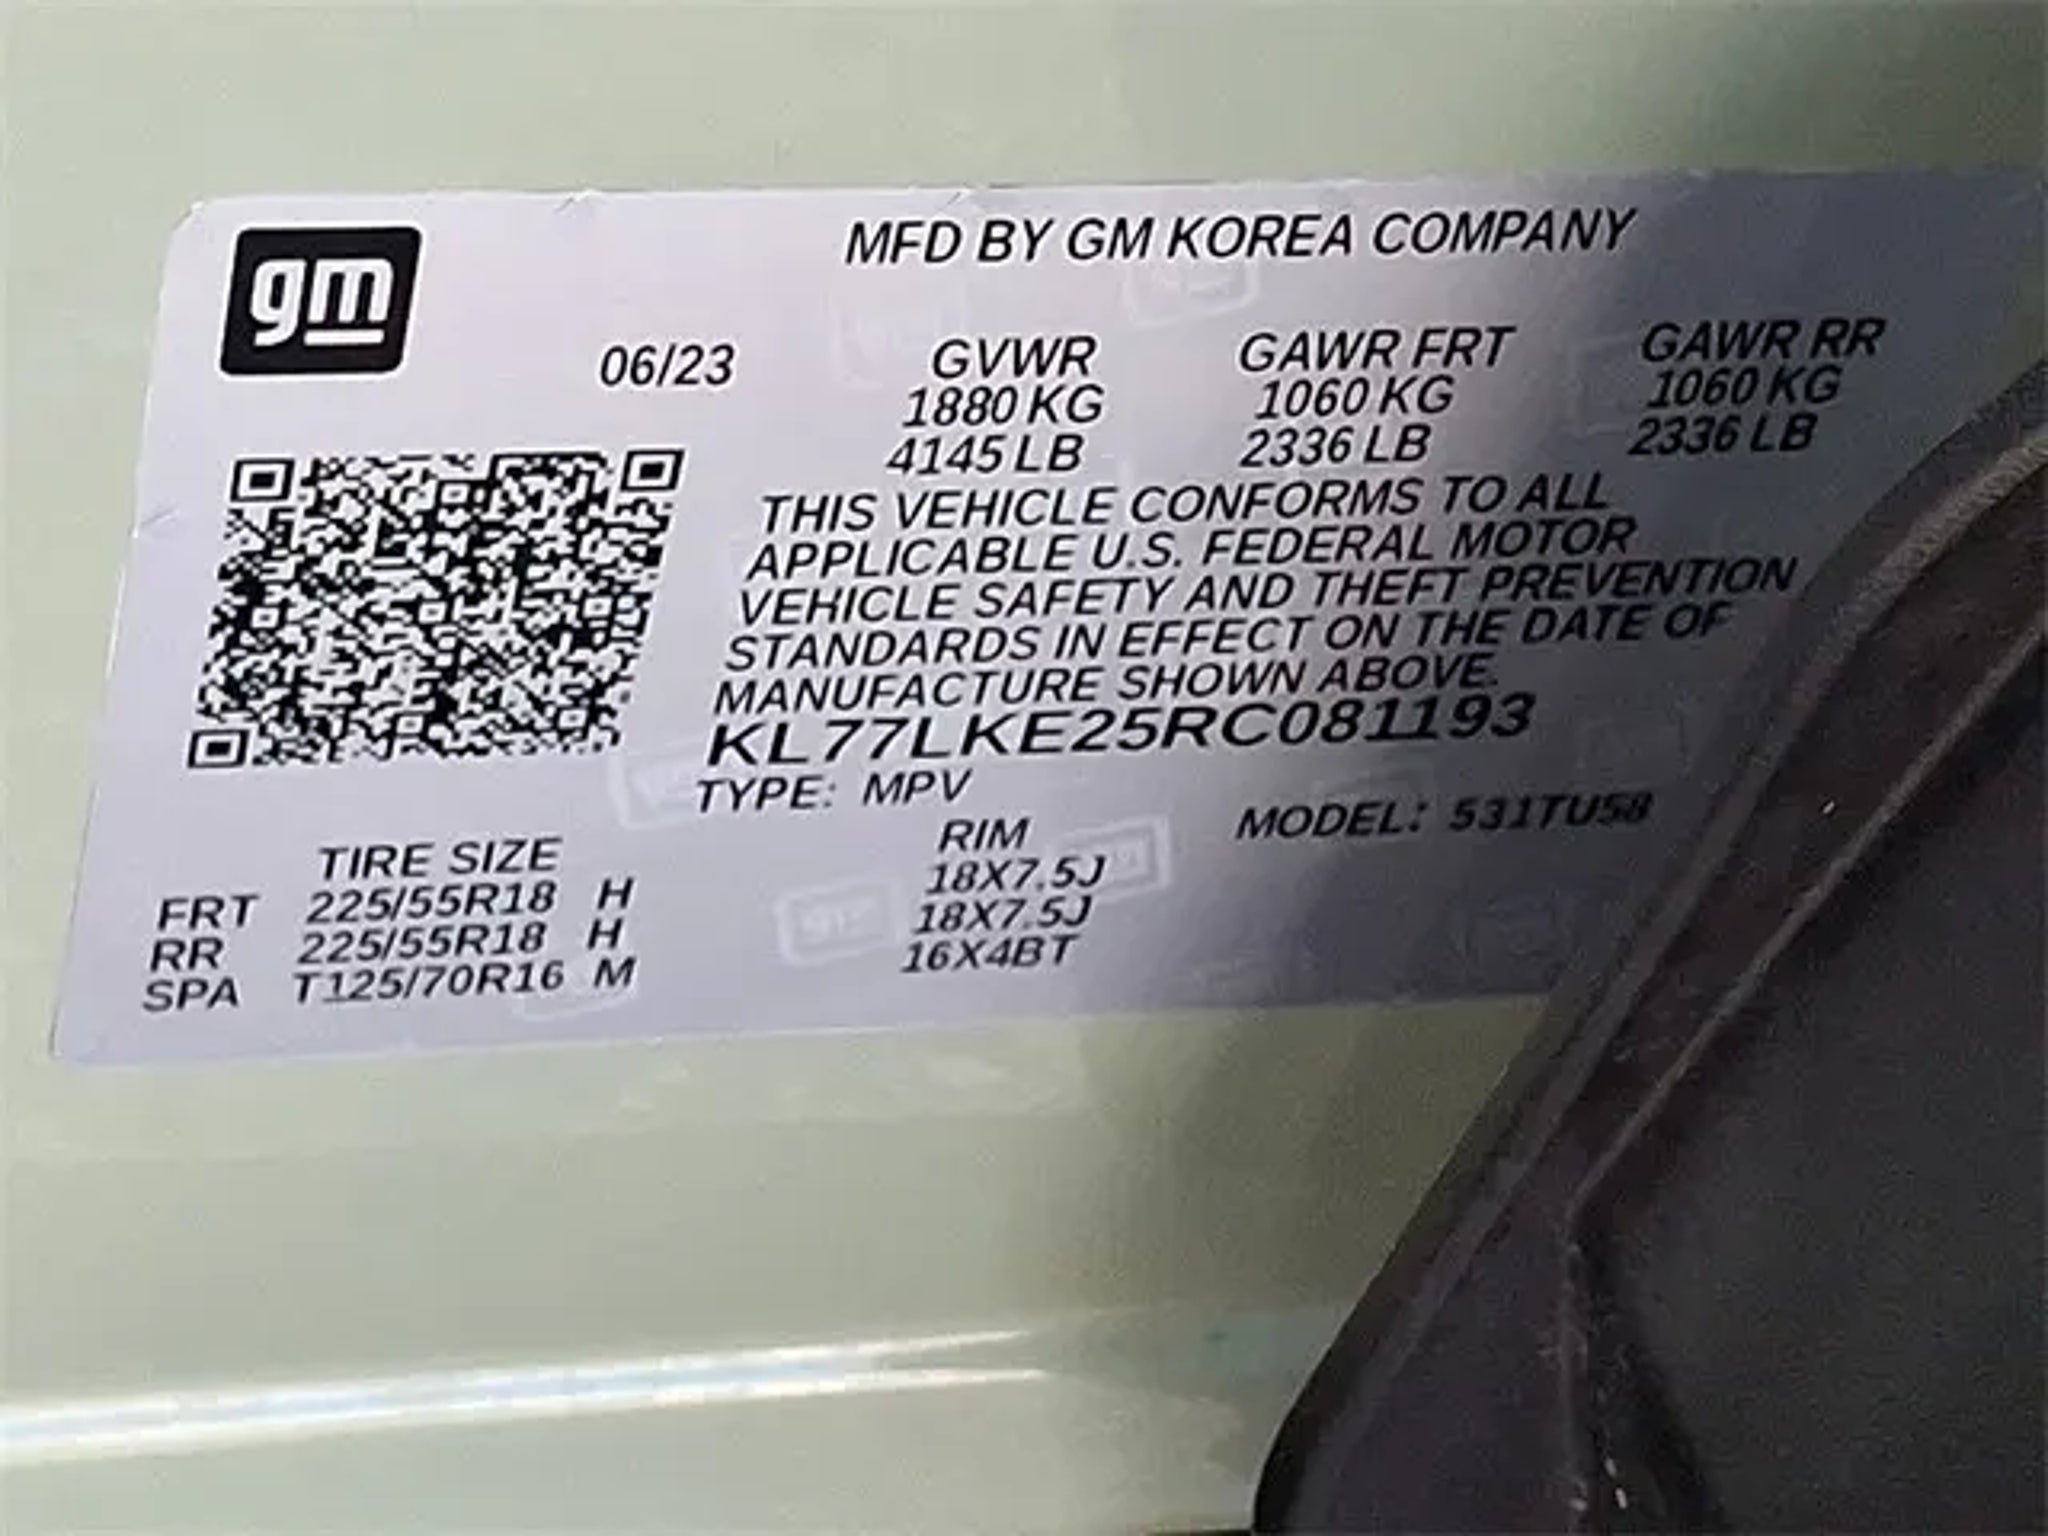 gm
MFD BY GM KOREA COMPANY
06/23 GVWR GAWR FRT GAWR RR
1880 KG 1060 KG 1060 KG
4145 LB 2336 LB 2336 LB
THIS VEHICLE CONFORMS TO ALL
APPLICABLE U.S. FEDERAL MOTOR
VEHICLE SAFETY AND THEFT PREVENTION
STANDARDS IN EFFECT ON THE DATE OF
MANUFACTURE SHOWN ABOVE.
KL77LKE25RC081193
TYPE: MPV MODEL: 531TU58
TIRE SIZE RIM
FRT 225/55R18 H 18X7.5J
RR 225/55R18 H 18X7.5J
SPA T125/70R16 M 16X4BT